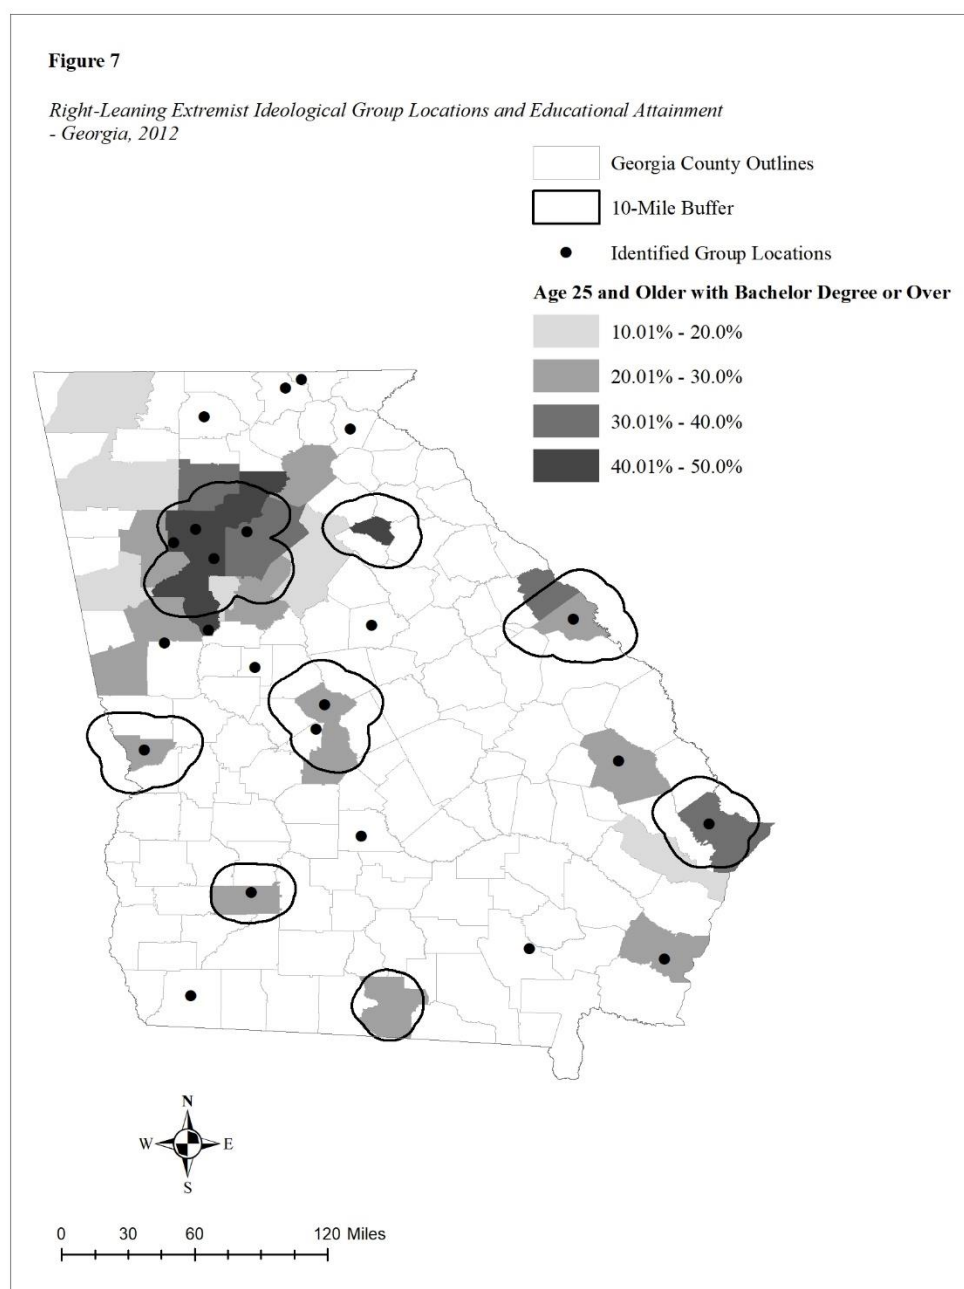 Figure 7
Right-Leaning Extremist Ideological Group Locations and Educational Attainment
- Georgia, 2012
Georgia County Outlines
10-Mile Buffer
Identified Group Locations
Age 25 and Older with Bachelor Degree or Over
10.01% - 20.0%
20.01% - 30.0%
30.01% - 40.0%
40.01% - 50.0%
N
W E
S
0 30 60 120 Miles